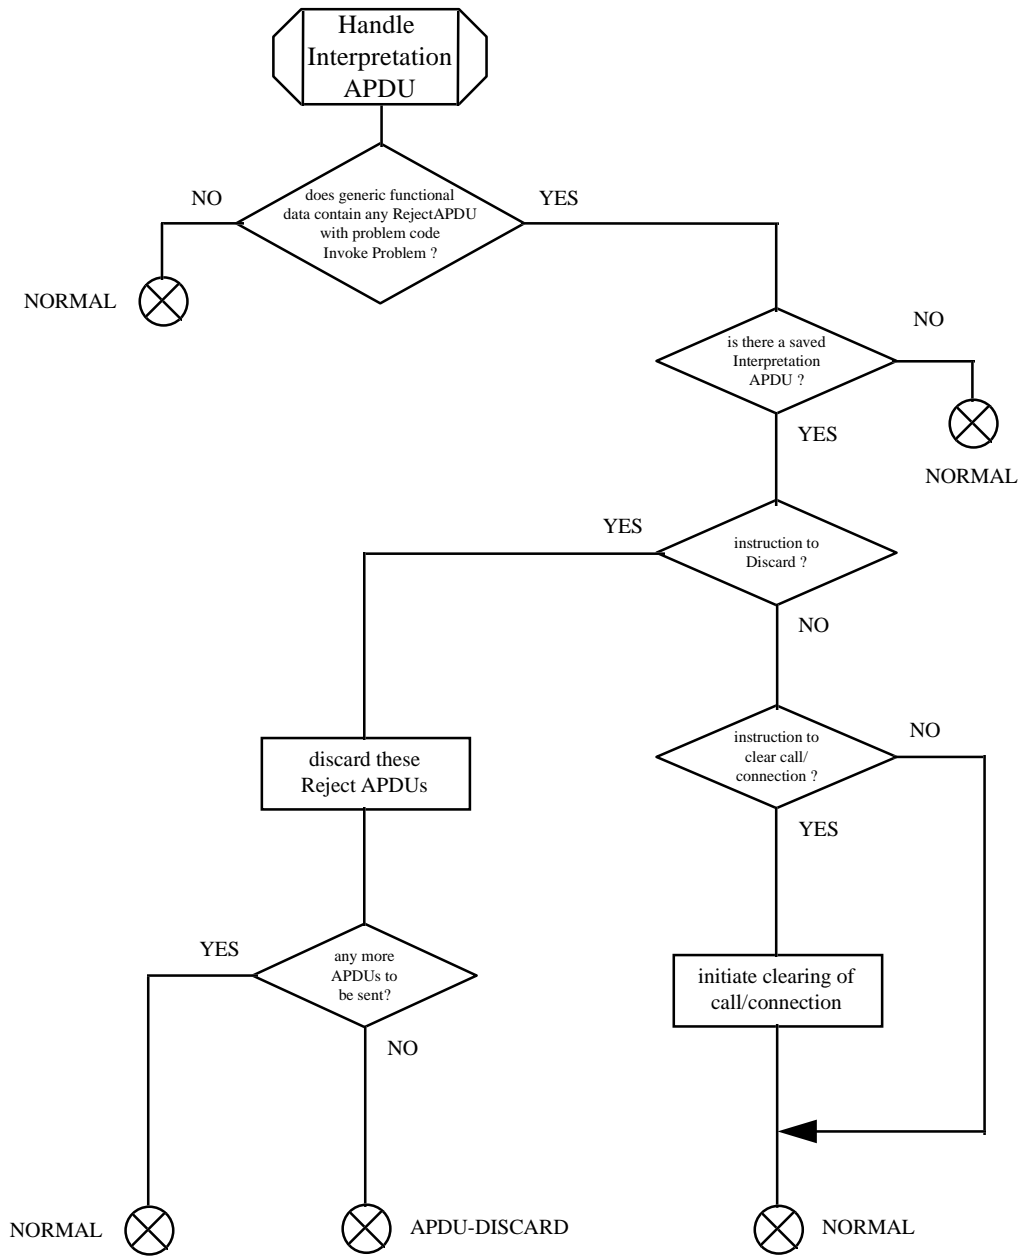 Handle
Interpretation
APDU
NO
does generic functional
data contain any RejectAPDU
with problem code
Invoke Problem ?
YES
NORMAL
is there a saved
Interpretation
APDU ?
NO
YES
NORMAL
YES
instruction to
Discard ?
NO
discard these
Reject APDUs
instruction to
clear call/
connection ?
NO
YES
YES
any more
APDUs to
be sent?
NO
initiate clearing of
call/connection
NORMAL
APDU-DISCARD
NORMAL